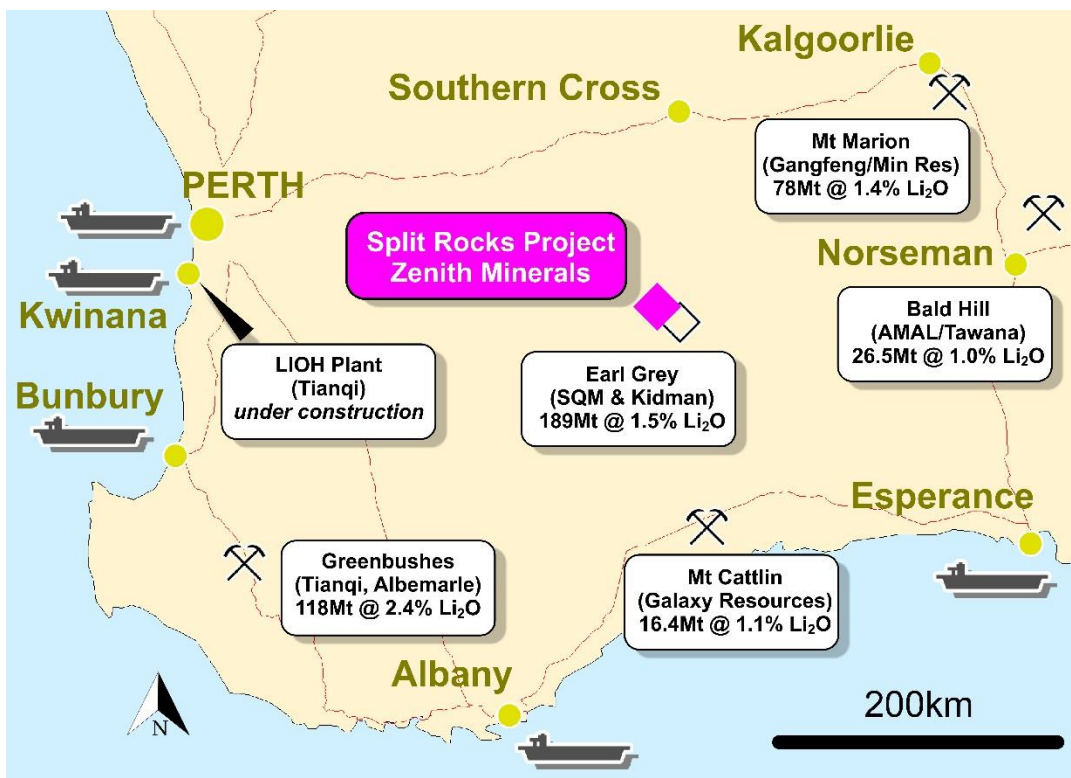 Kalgoorlie
Southern Cross
Mt Marion
(Gangfeng/Min Res)
78Mt @ 1.4% Li₂O
PERTH
Split Rocks Project
Zenith Minerals
Norseman
Kwinana
Bald Hill
(AMAL/Tawana)
26.5Mt @ 1.0% Li₂O
LIOH Plant
(Tianqi)
under construction
Earl Grey
(SQM & Kidman)
189Mt @ 1.5% Li₂O
Bunbury
Esperance
Greenbushes
(Tianqi, Albemarle)
118Mt @ 2.4% Li₂O
Mt Cattlin
(Galaxy Resources)
16.4Mt @ 1.1% Li₂O
Albany
200km
N